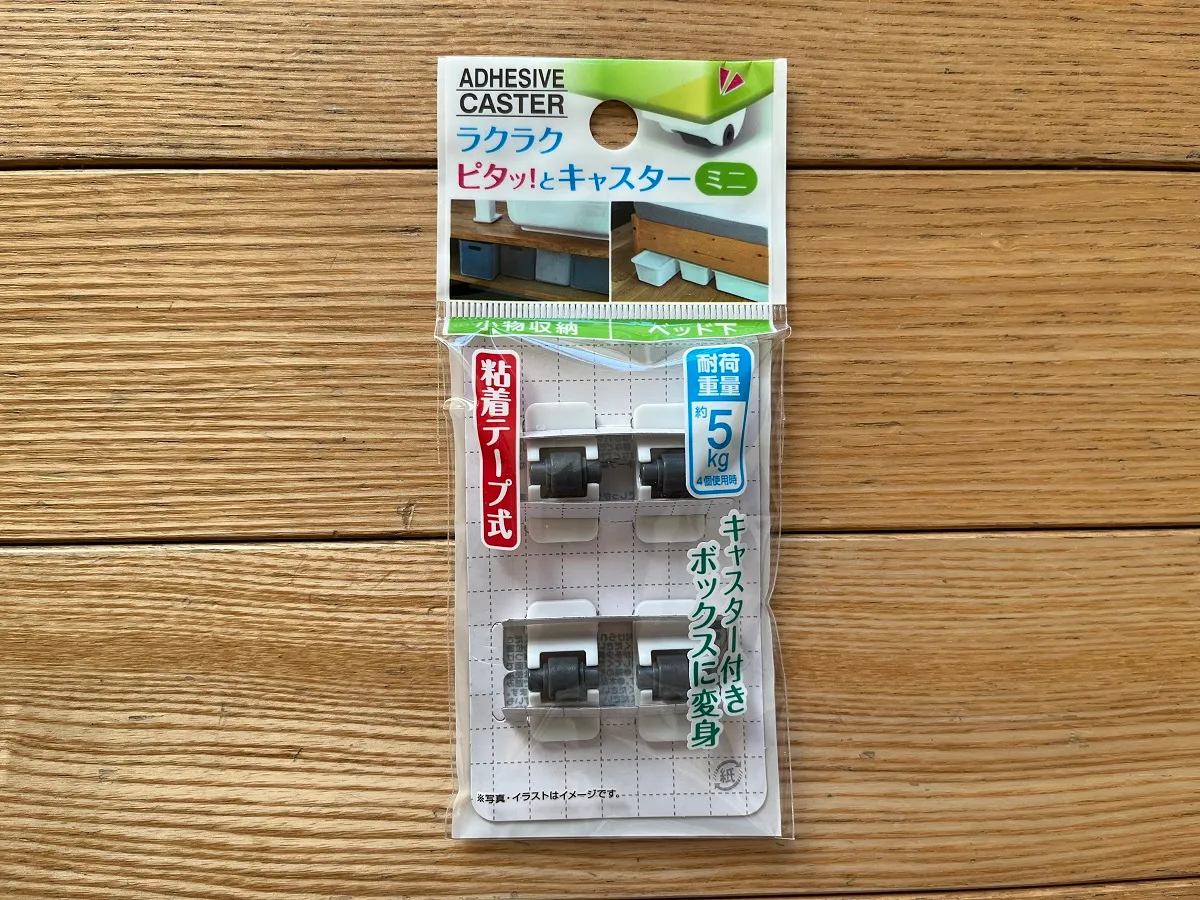 ADHESIVE
CASTER
ラクラク
ピタッ!とキャスター ミニ
小物収納 ベッド下
粘着テープ式
耐荷
重量
約5kg
4個使用時
キャスター付き
ボックスに変身
紙
※写真・イラストはイメージです。